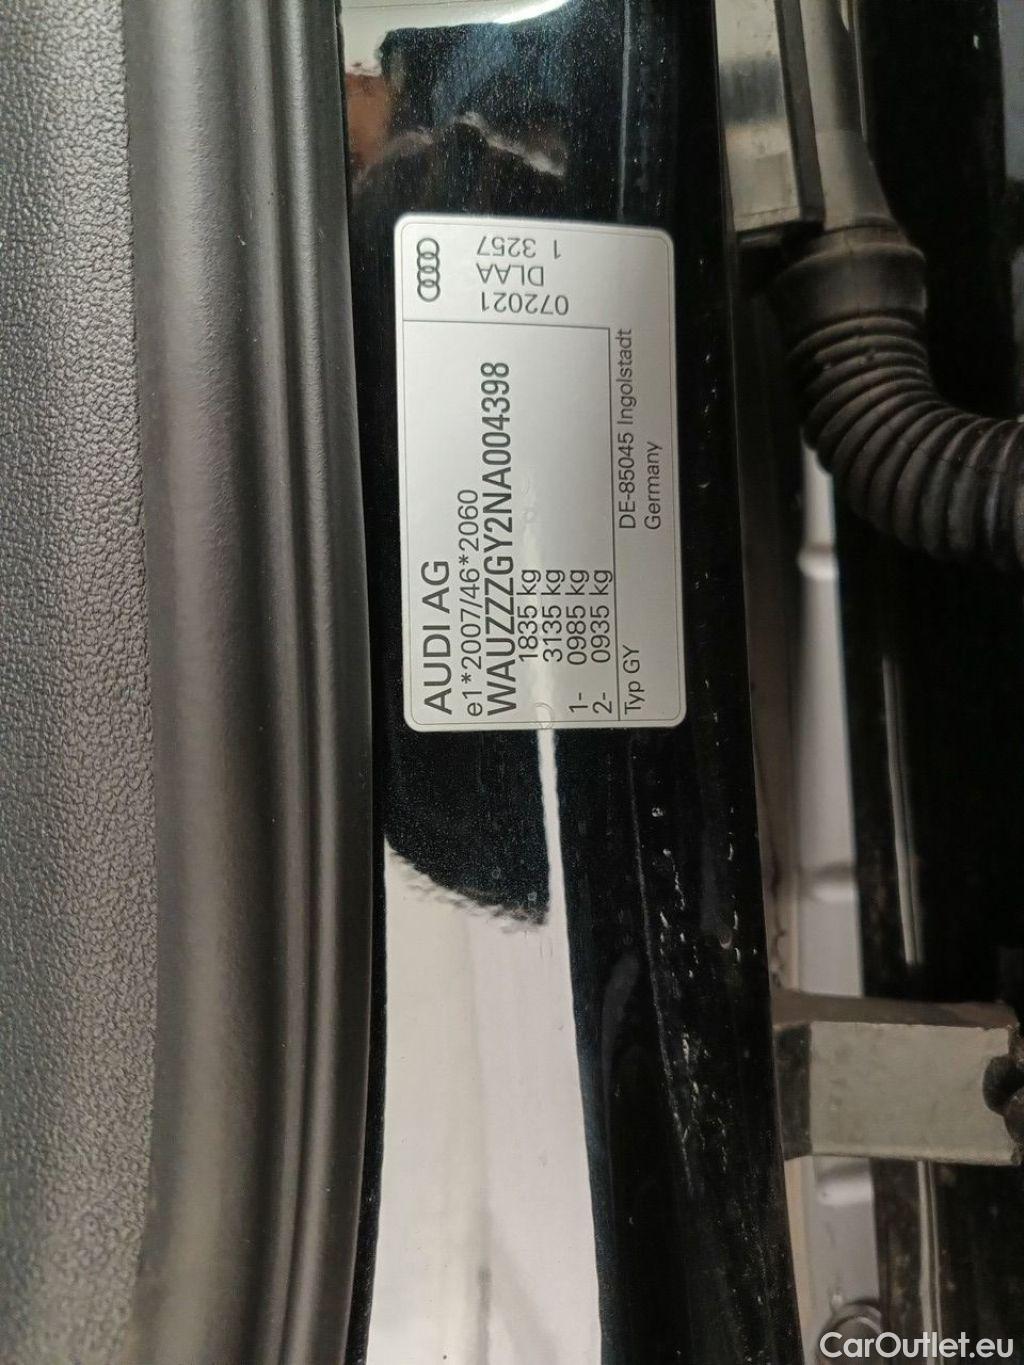 AUDI AG
e1*2007/46*2060
WAUZZZGY2NA004398
1835 kg
3135 kg
1- 0985 kg
2- 0935 kg
Typ GY
DE-85045 Ingolstadt
Germany
072021
DLAA
1 3257
CarOutlet.eu